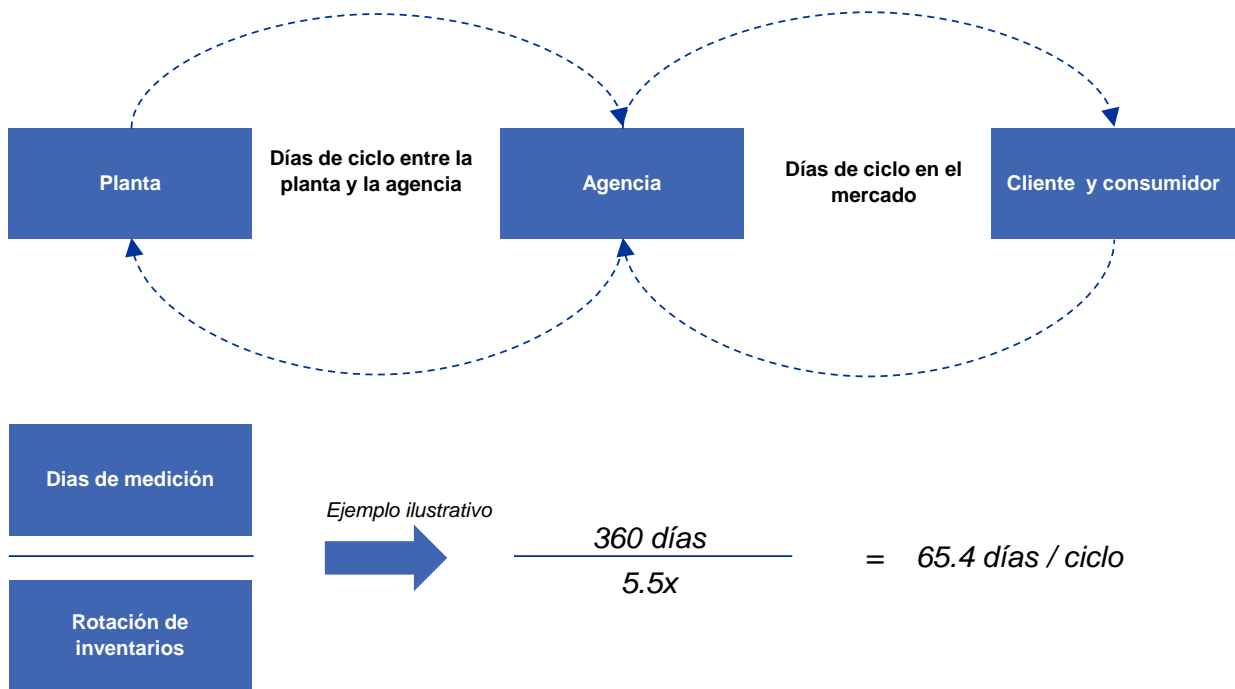 Planta
Días de ciclo entre la
planta y la agencia
Agencia
Días de ciclo en el
mercado
Cliente y consumidor
Dias de medición
Rotación de
inventarios
Ejemplo ilustrativo
360 días
5.5x
= 65.4 días / ciclo